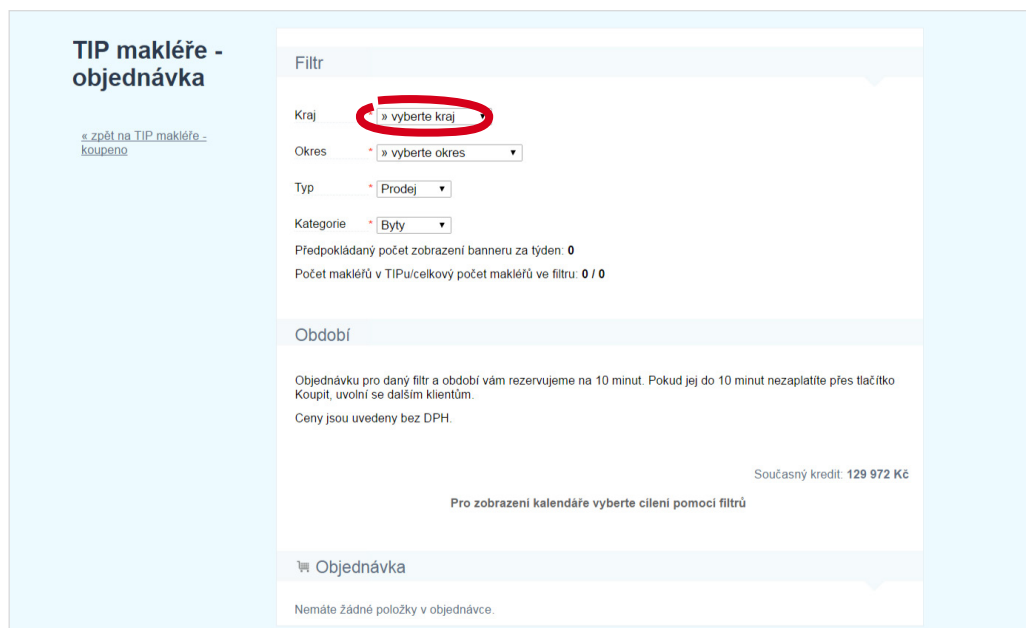 TIP makléře -
objednávka
« zpět na TIP makléře -
koupeno
Filtr
Kraj * » vyberte kraj
Okres * » vyberte okres
Typ * Prodej
Kategorie * Byty
Předpokládaný počet zobrazení banneru za týden: 0
Počet makléřů v TIPu/celkový počet makléřů ve filtru: 0 / 0
Období
Objednávku pro daný filtr a období vám rezervujeme na 10 minut. Pokud jej do 10 minut nezaplatíte přes tlačítko
Koupit, uvolní se dalším klientům.
Ceny jsou uvedeny bez DPH.
Současný kredit: 129 972 Kč
Pro zobrazení kalendáře vyberte cílení pomocí filtrů
Objednávka
Nemáte žádné položky v objednávce.